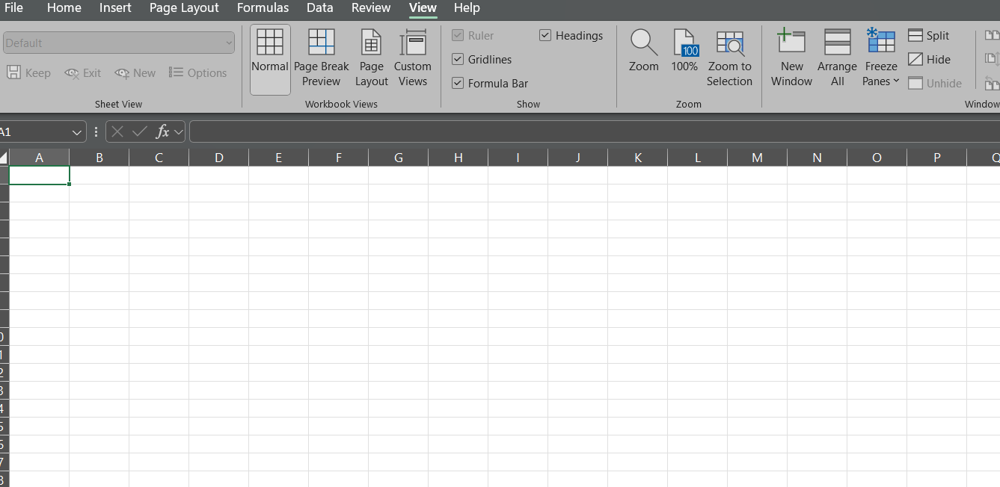 File Home Insert Page Layout Formulas Data Review View Help
Default
Keep Exit New Options
Sheet View
Normal Page Break Preview Page Layout Custom Views
Workbook Views
Ruler Headings
Gridlines
Formula Bar
Show
Zoom 100 100% Zoom to Selection
Zoom
New Window Arrange All Freeze Panes
Split
Hide
Unhide
Window
A1 fx
A B C D E F G H I J K L M N O P Q
0
1
2
3
4
5
6
7
8